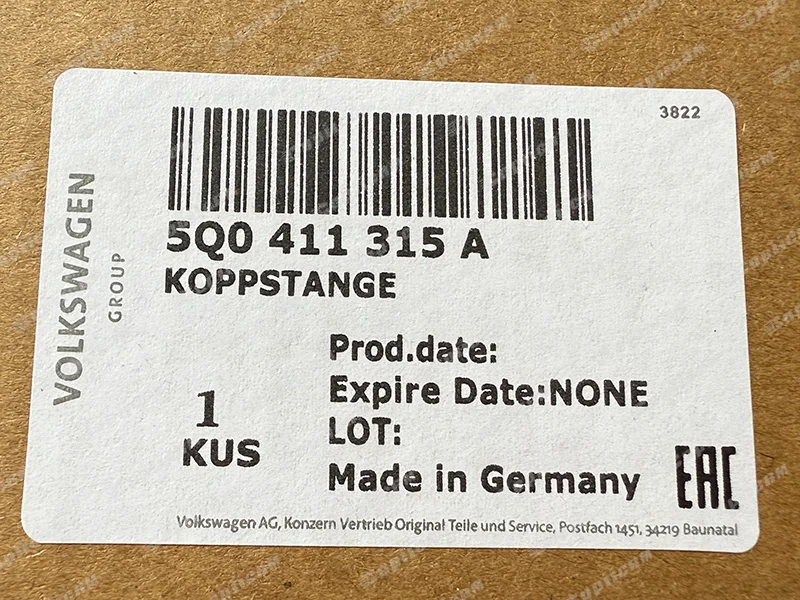 3822
5Q0 411 315 A
KOPPSTANGE
VOLKSWAGEN
GROUP
Prod.date:
Expire Date:NONE
1
LOT:
KUS
Made in Germany
EAC
Volkswagen AG, Konzern Vertrieb Original Teile und Service, Postfach 1451, 34219 Baunatal